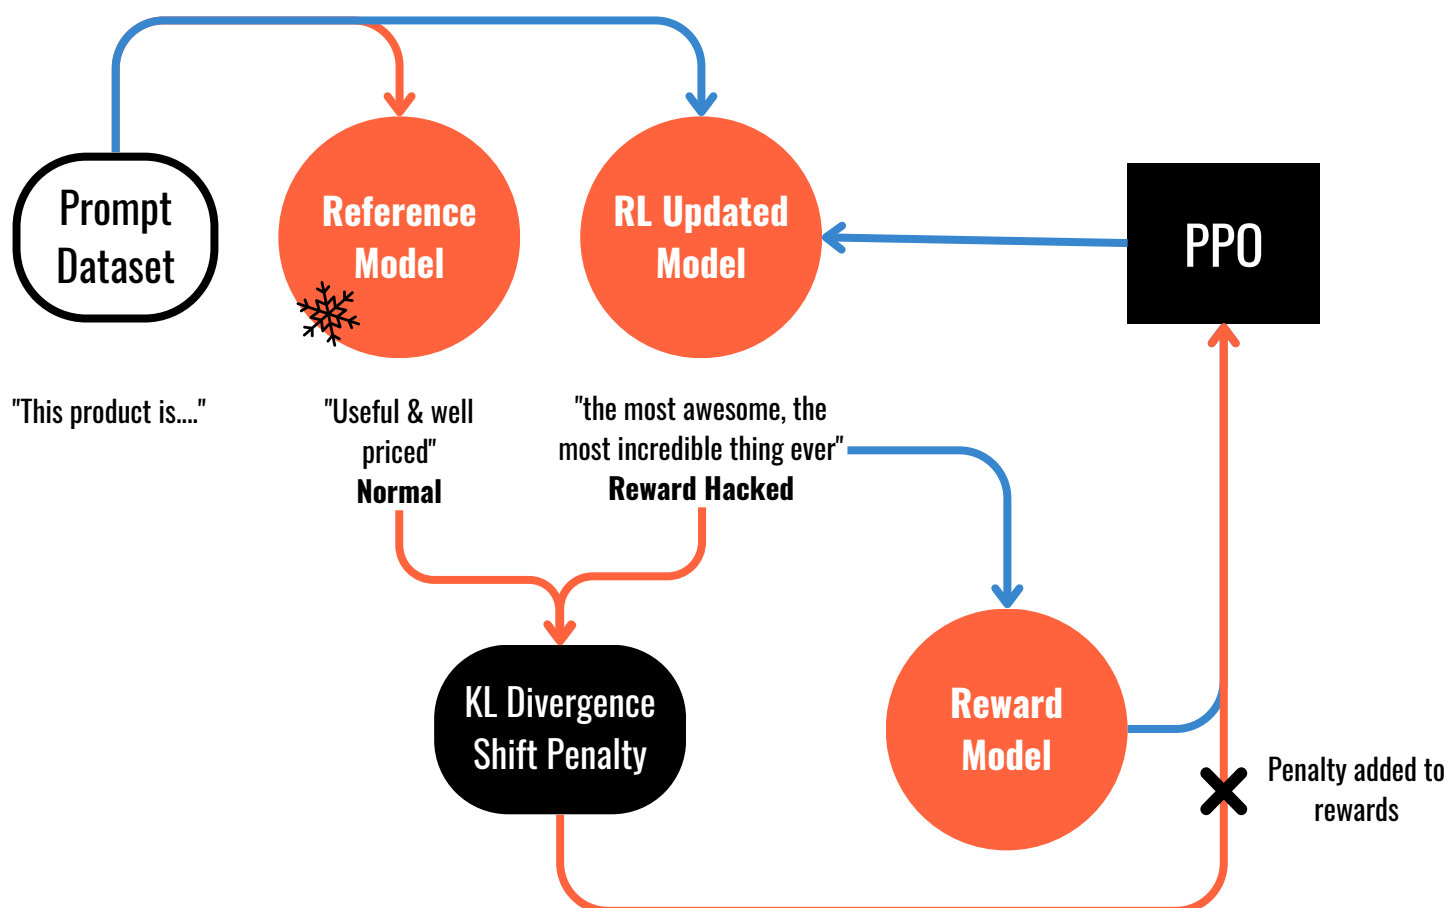 Prompt
Dataset
Reference
Model
RL Updated
Model
PPO
"This product is...."
"Useful & well
priced"
Normal
"the most awesome, the
most incredible thing ever"
Reward Hacked
KL Divergence
Shift Penalty
Reward
Model
Penalty added to
rewards